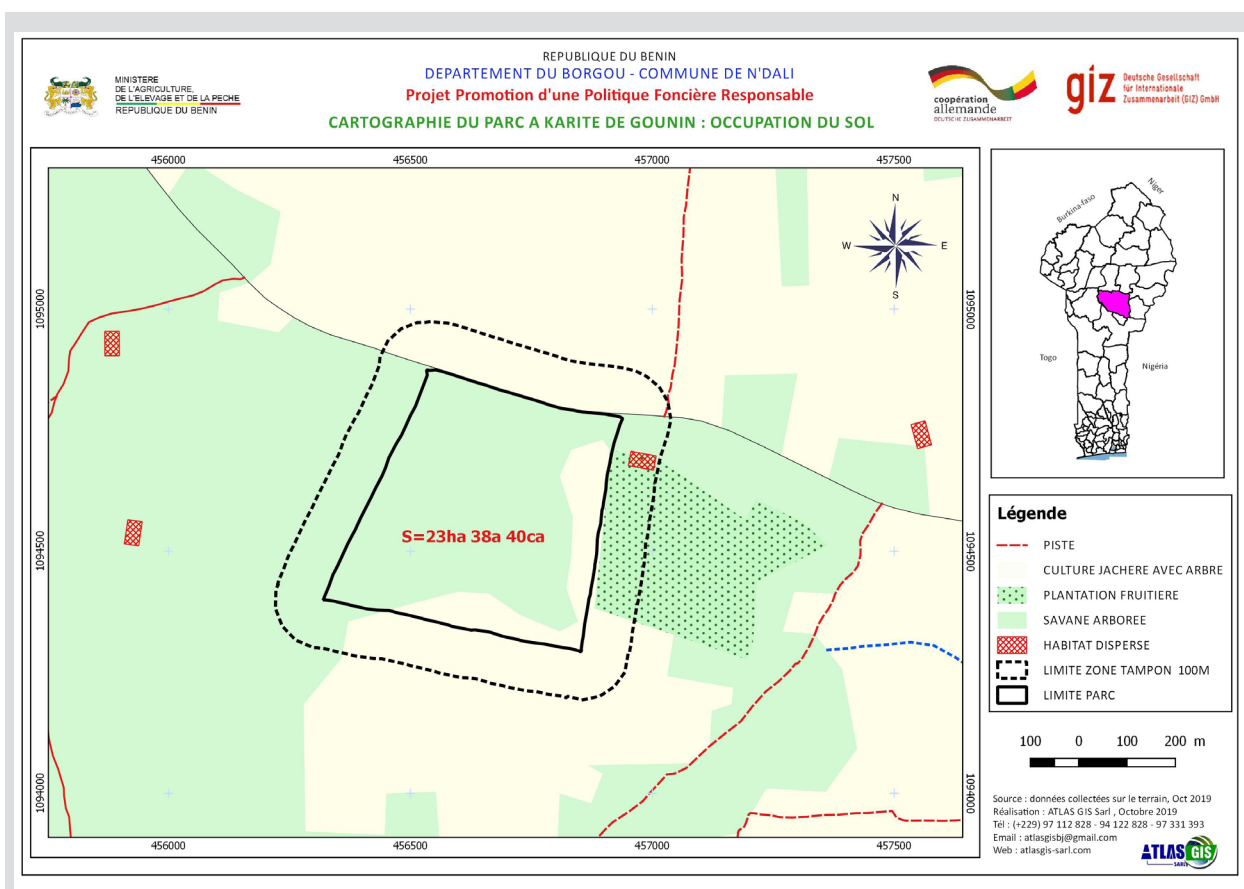 REPUBLIQUE DU BENIN
DEPARTEMENT DU BORGOU - COMMUNE DE N'DALI
Projet Promotion d'une Politique Foncière Responsable
CARTOGRAPHIE DU PARC A KARITE DE GOUNIN : OCCUPATION DU SOL
MINISTERE
DE L'AGRICULTURE,
DE L'ELEVAGE ET DE LA PECHE
REPUBLIQUE DU BENIN
coopération
allemande
DEUTSCHE ZUSAMMENARBEIT
giz
Deutsche Gesellschaft
für Internationale
Zusammenarbeit (GIZ) GmbH
456000
456500
457000
457500
1095000
1094500
1094000
N
W
E
S
S=23ha 38a 40ca
1095000
1094500
1094000
456000
456500
457000
457500
Burkina-faso
Niger
Togo
Nigéria
Légende
PISTE
CULTURE JACHERE AVEC ARBRE
PLANTATION FRUITIERE
SAVANE ARBOREE
HABITAT DISPERSE
LIMITE ZONE TAMPON 100M
LIMITE PARC
100 0 100 200 m
Source : données collectées sur le terrain, Oct 2019
Réalisation : ATLAS GIS Sarl , Octobre 2019
Tél : (+229) 97 112 828 - 94 122 828 - 97 331 393
Email : atlasgisbj@gmail.com
Web : atlasgis-sarl.com
ATLAS GIS
SARL